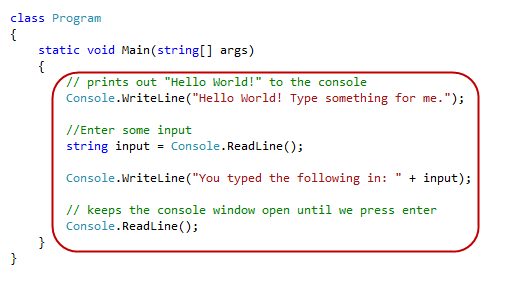 class Program
{
static void Main(string[] args)
{
// prints out "Hello World!" to the console
Console.WriteLine("Hello World! Type something for me.");
//Enter some input
string input = Console.ReadLine();
Console.WriteLine("You typed the following in: " + input);
// keeps the console window open until we press enter
Console.ReadLine();
}
}